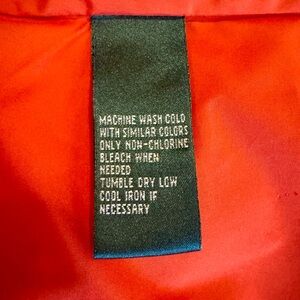 MACHINE WASH COLD
WITH SIMILAR COLORS
ONLY NON-CHLORINE
BLEACH WHEN
NEEDED
TUMBLE DRY LOW
COOL IRON IF
NECESSARY